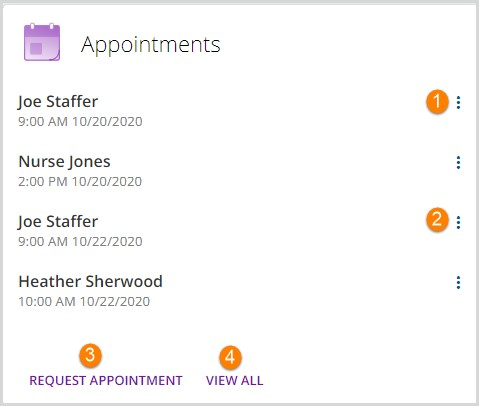 Appointments
Joe Staffer 1
9:00 AM 10/20/2020
Nurse Jones
2:00 PM 10/20/2020
Joe Staffer 2
9:00 AM 10/22/2020
Heather Sherwood
10:00 AM 10/22/2020
3 4
REQUEST APPOINTMENT VIEW ALL